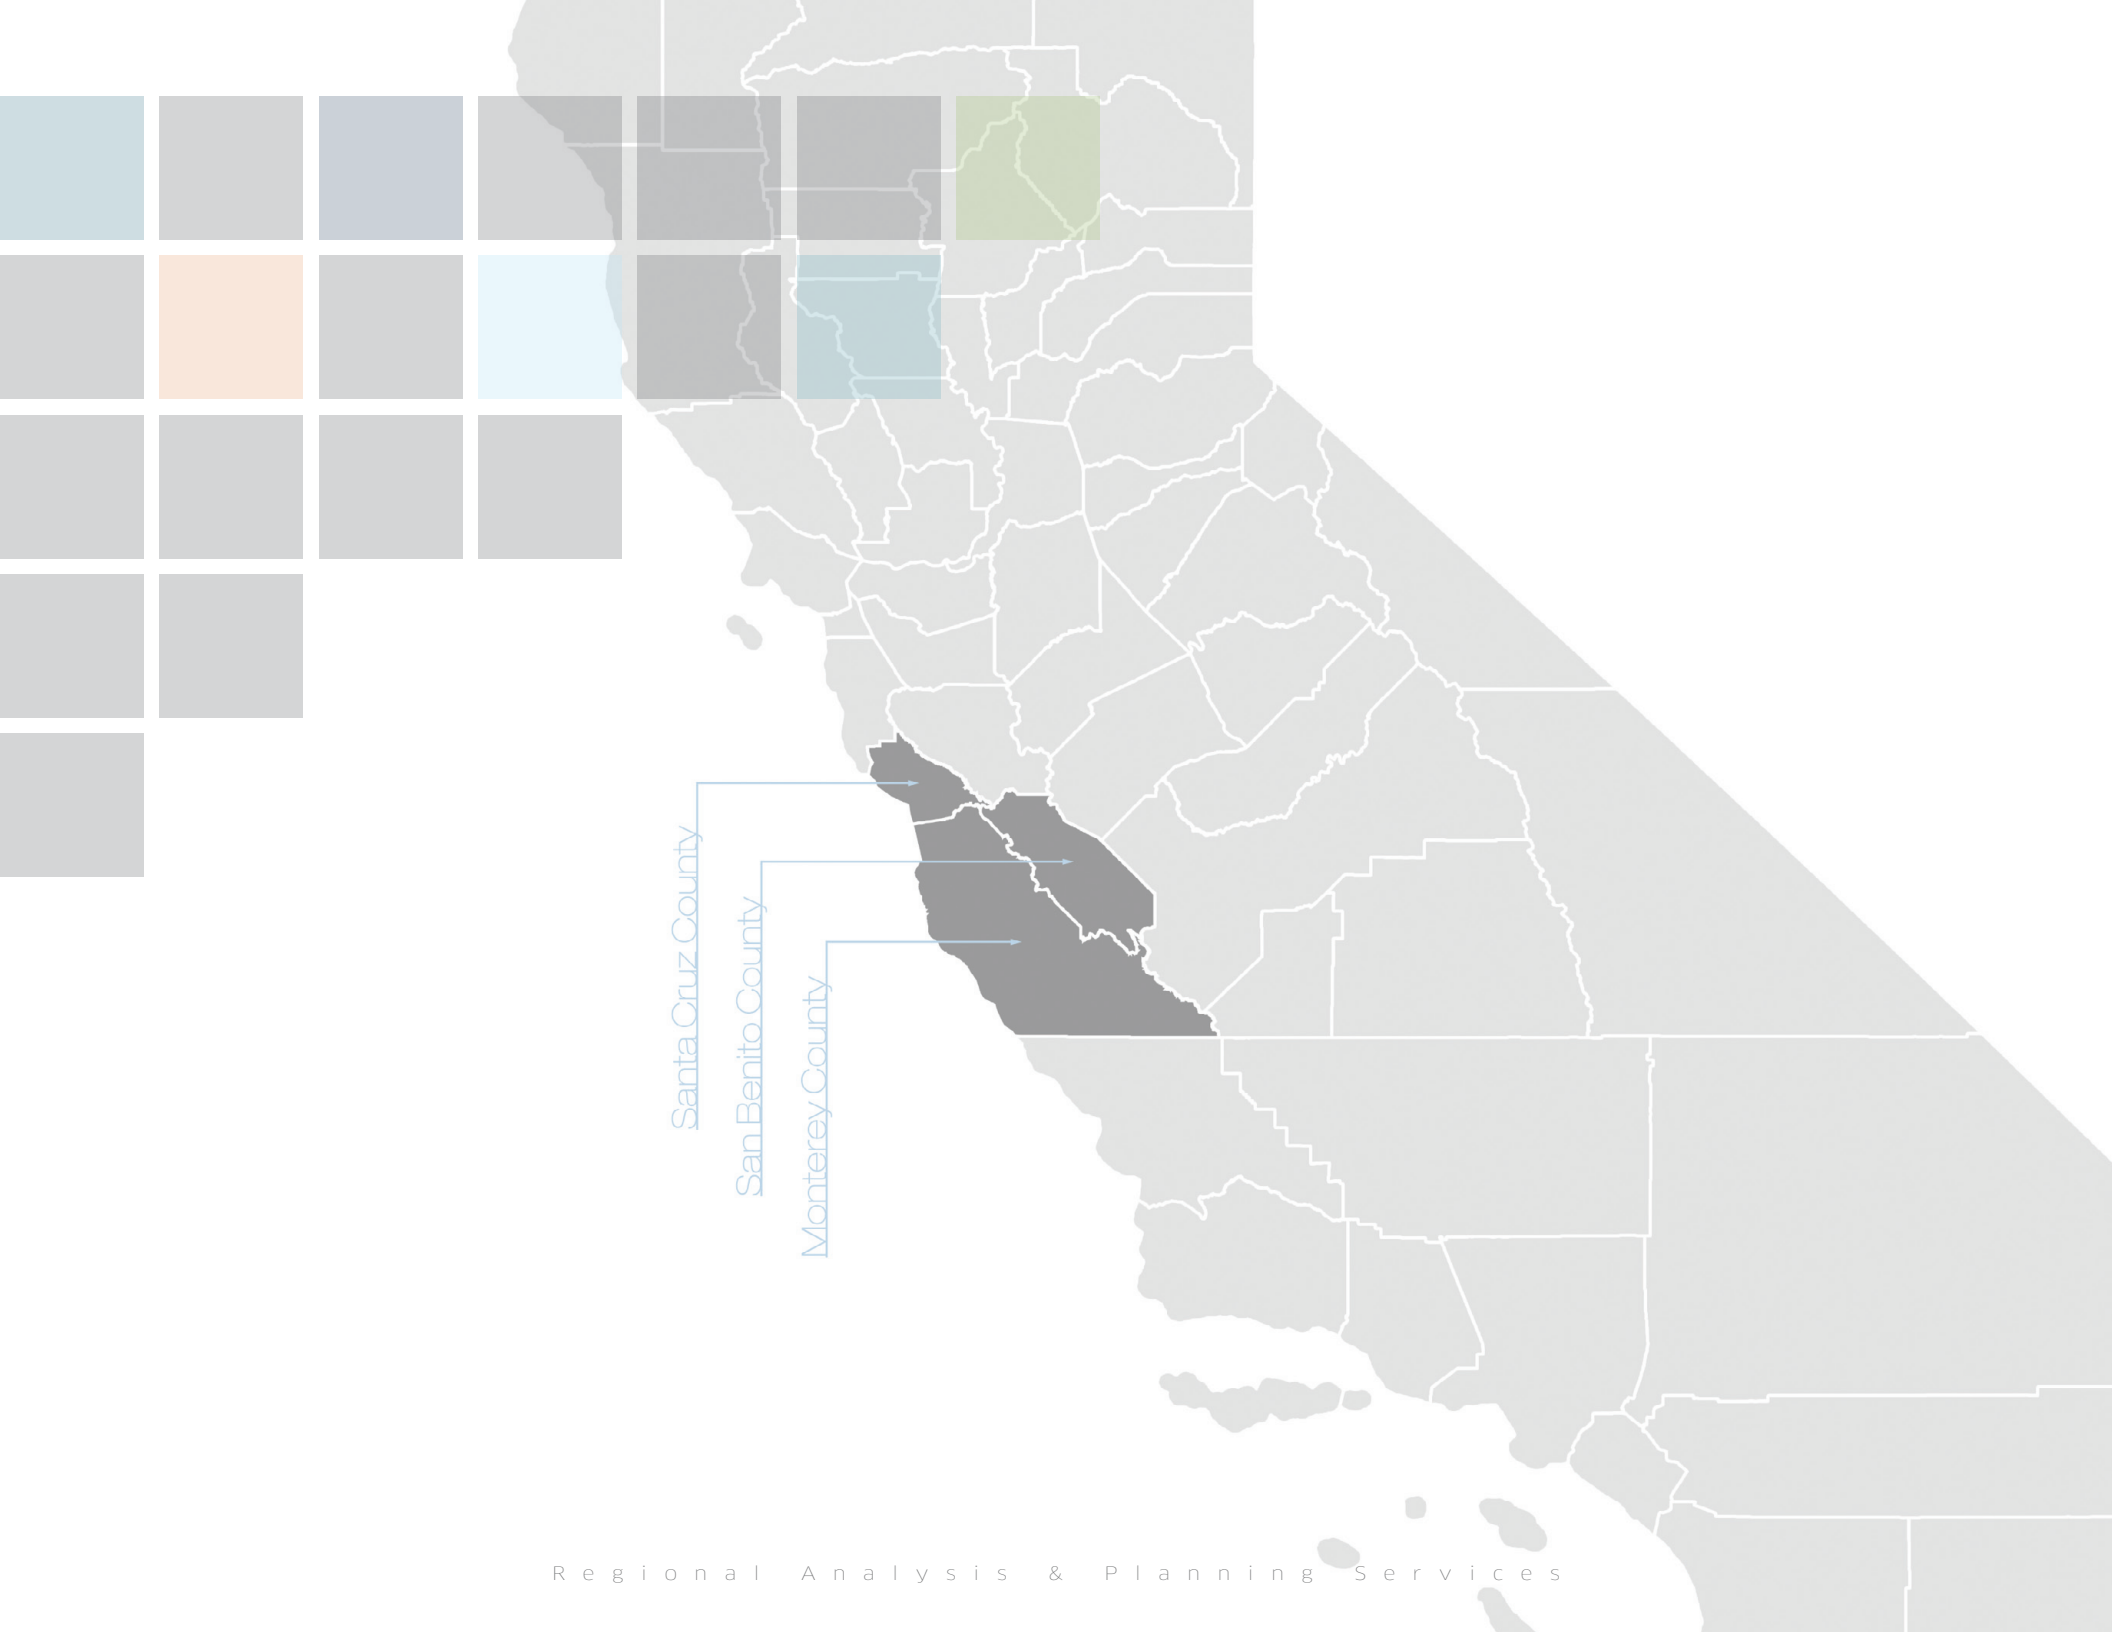 Santa Cruz County
San Benito County
Monterey County
Regional Analysis & Planning Services